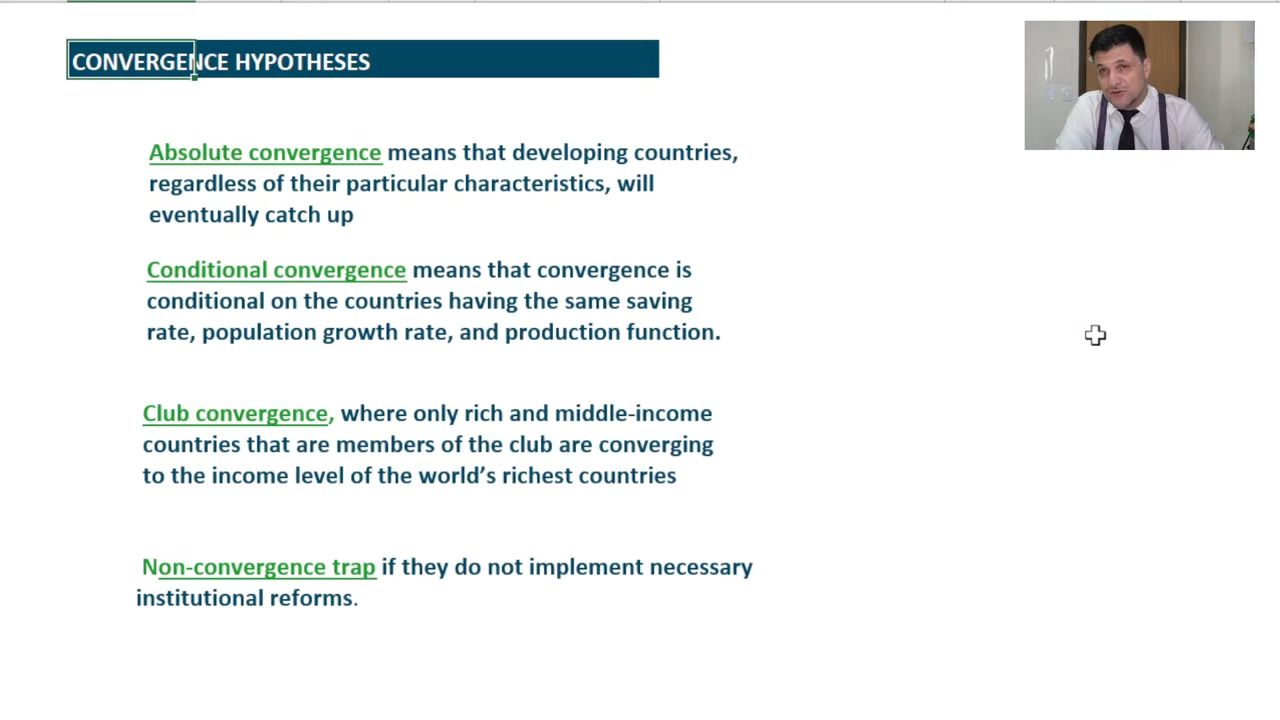 CONVERGENCE HYPOTHESES
Absolute convergence means that developing countries,
regardless of their particular characteristics, will
eventually catch up
Conditional convergence means that convergence is
conditional on the countries having the same saving
rate, population growth rate, and production function.
Club convergence, where only rich and middle-income
countries that are members of the club are converging
to the income level of the world’s richest countries
Non-convergence trap if they do not implement necessary
institutional reforms.